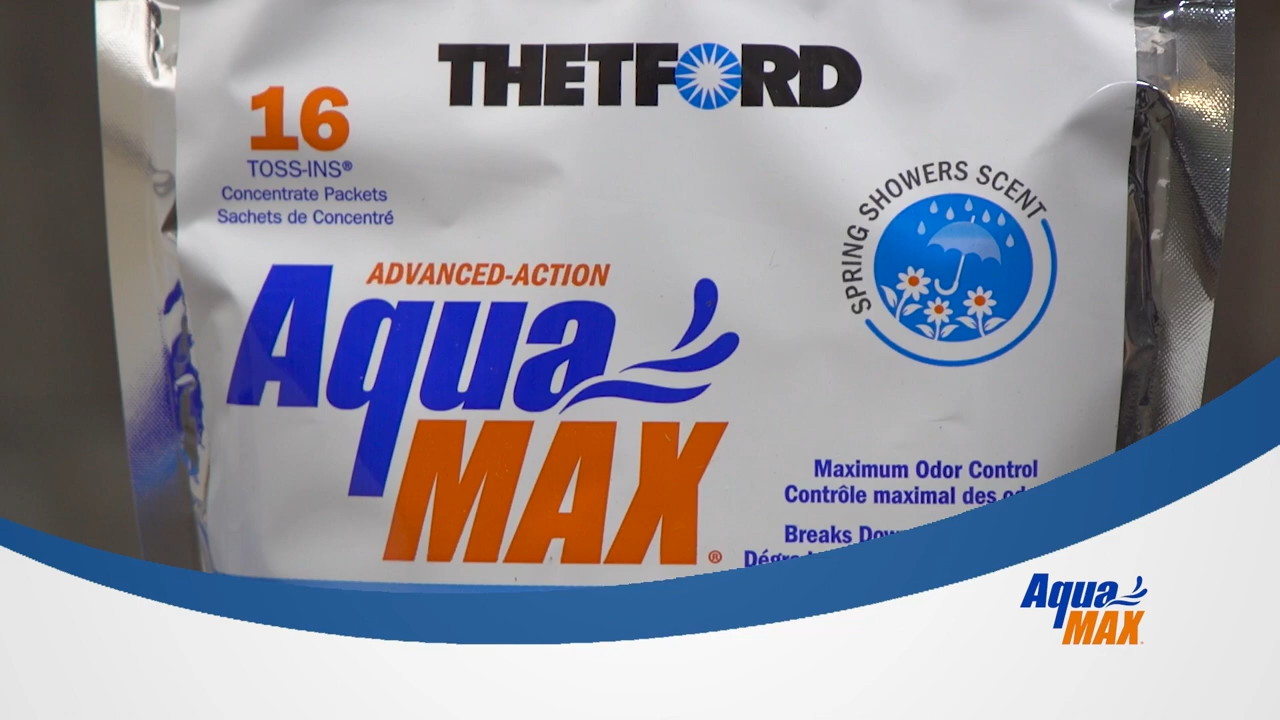 THETFORD
16
TOSS-INS®
Concentrate Packets
Sachets de Concentré
SPRING SHOWERS SCENT
ADVANCED-ACTION
Aqua
MAX®
Maximum Odor Control
Contrôle maximal des
Breaks
Aqua
MAX